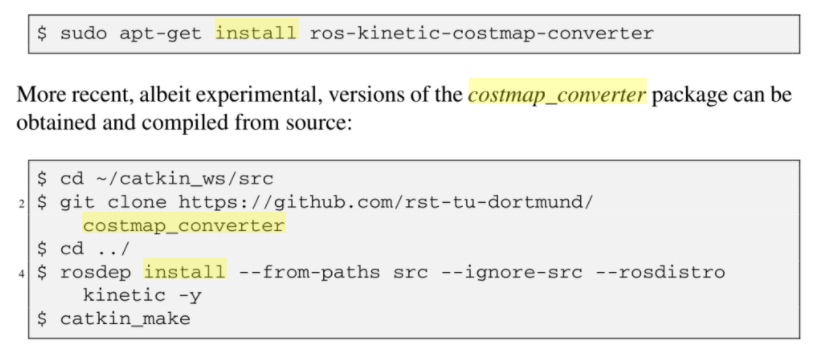 $ sudo apt-get install ros-kinetic-costmap-converter
More recent, albeit experimental, versions of the costmap_converter package can be
obtained and compiled from source:
$ cd ~/catkin_ws/src
2 $ git clone https://github.com/rst-tu-dortmund/
costmap_converter
$ cd ../
4 $ rosdep install --from-paths src --ignore-src --rosdistro
kinetic -y
$ catkin_make